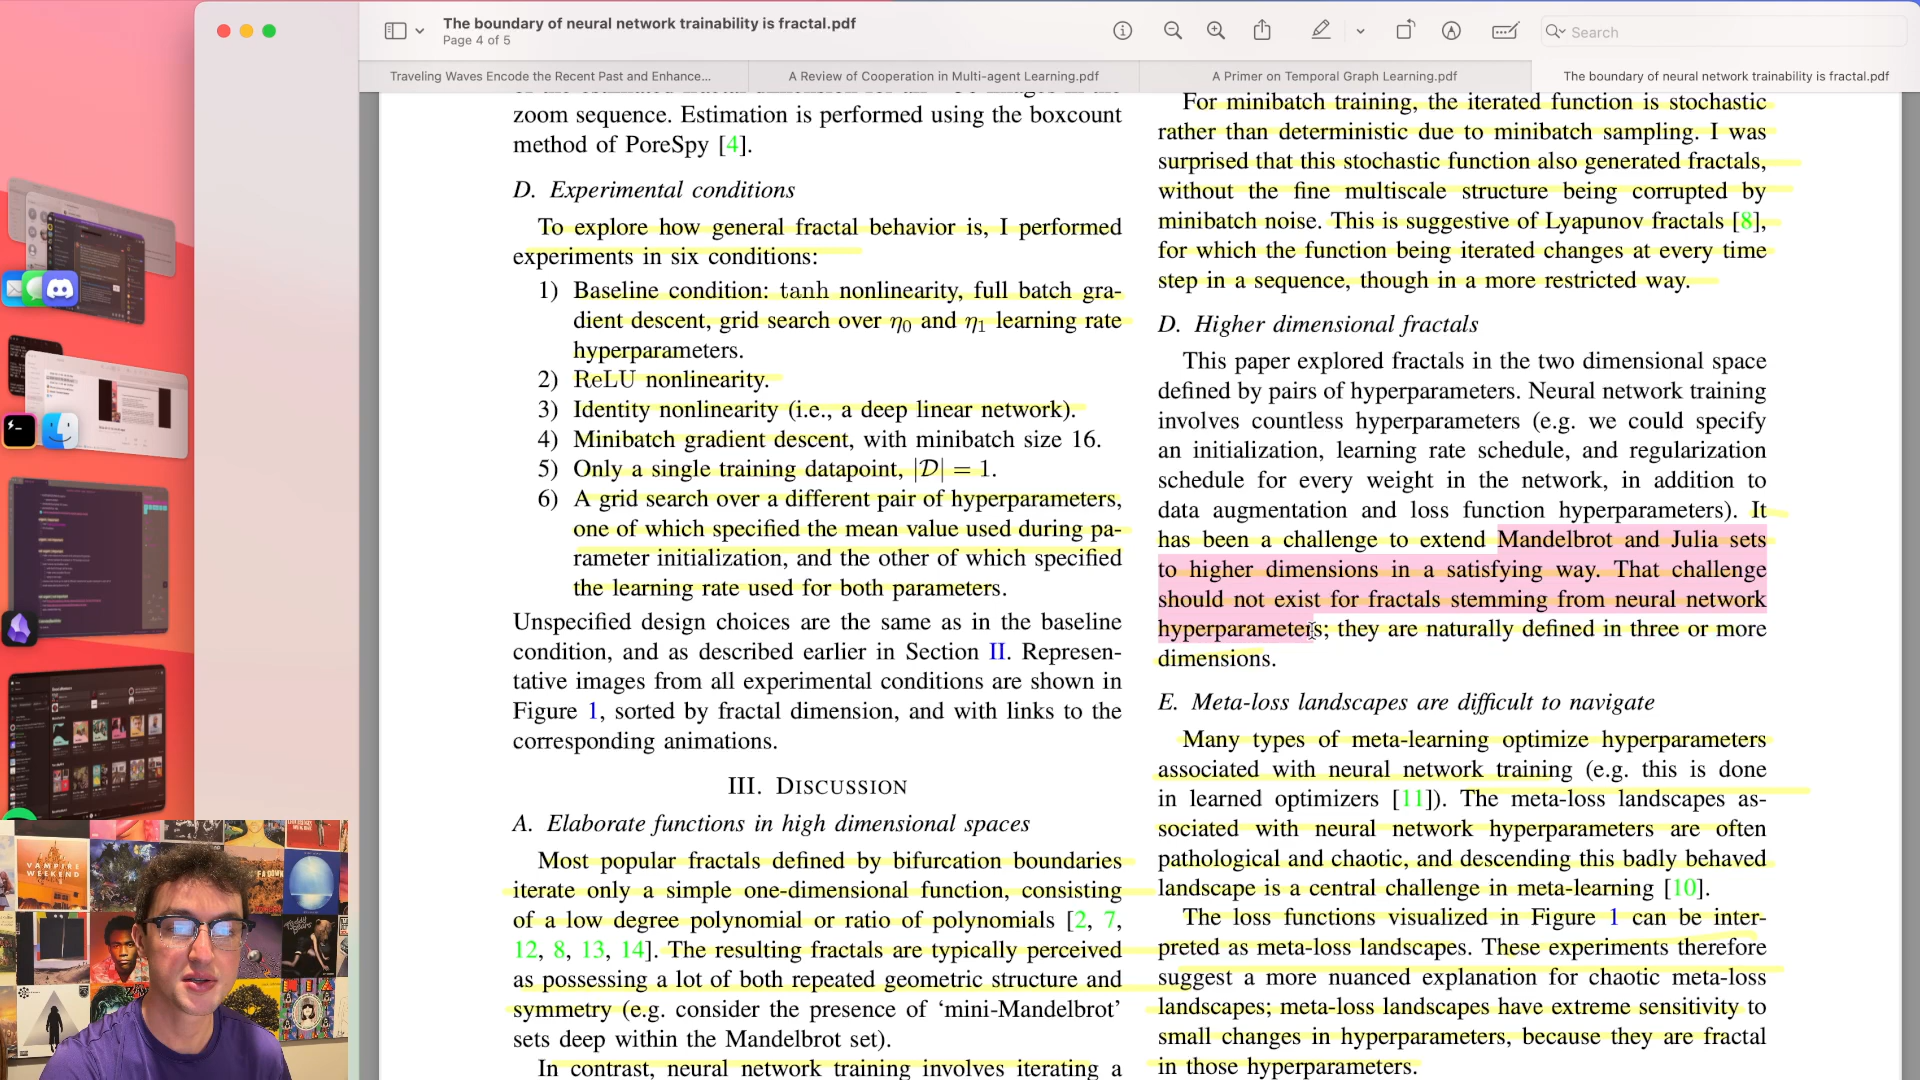 The boundary of neural network trainability is fractal.pdf
Page 4 of 5
Search
Traveling Waves Encode the Recent Past and Enhance...
A Review of Cooperation in Multi-agent Learning.pdf
A Primer on Temporal Graph Learning.pdf
The boundary of neural network trainability is fractal.pdf
zoom sequence. Estimation is performed using the boxcount
method of PoreSpy [4].
D. Experimental conditions
To explore how general fractal behavior is, I performed
experiments in six conditions:
1) Baseline condition: tanh nonlinearity, full batch gra-
dient descent, grid search over η0 and η1 learning rate
hyperparameters.
2) ReLU nonlinearity.
3) Identity nonlinearity (i.e., a deep linear network).
4) Minibatch gradient descent, with minibatch size 16.
5) Only a single training datapoint, |D| = 1.
6) A grid search over a different pair of hyperparameters,
one of which specified the mean value used during pa-
rameter initialization, and the other of which specified
the learning rate used for both parameters.
Unspecified design choices are the same as in the baseline
condition, and as described earlier in Section II. Represen-
tative images from all experimental conditions are shown in
Figure 1, sorted by fractal dimension, and with links to the
corresponding animations.
III. DISCUSSION
A. Elaborate functions in high dimensional spaces
Most popular fractals defined by bifurcation boundaries
iterate only a simple one-dimensional function, consisting
of a low degree polynomial or ratio of polynomials [2, 7,
12, 8, 13, 14]. The resulting fractals are typically perceived
as possessing a lot of both repeated geometric structure and
symmetry (e.g. consider the presence of ‘mini-Mandelbrot’
sets deep within the Mandelbrot set).
In contrast, neural network training involves iterating a
For minibatch training, the iterated function is stochastic
rather than deterministic due to minibatch sampling. I was
surprised that this stochastic function also generated fractals,
without the fine multiscale structure being corrupted by
minibatch noise. This is suggestive of Lyapunov fractals [8],
for which the function being iterated changes at every time
step in a sequence, though in a more restricted way.
D. Higher dimensional fractals
This paper explored fractals in the two dimensional space
defined by pairs of hyperparameters. Neural network training
involves countless hyperparameters (e.g. we could specify
an initialization, learning rate schedule, and regularization
schedule for every weight in the network, in addition to
data augmentation and loss function hyperparameters). It
has been a challenge to extend Mandelbrot and Julia sets
to higher dimensions in a satisfying way. That challenge
should not exist for fractals stemming from neural network
hyperparameters; they are naturally defined in three or more
dimensions.
E. Meta-loss landscapes are difficult to navigate
Many types of meta-learning optimize hyperparameters
associated with neural network training (e.g. this is done
in learned optimizers [11]). The meta-loss landscapes as-
sociated with neural network hyperparameters are often
pathological and chaotic, and descending this badly behaved
landscape is a central challenge in meta-learning [10].
The loss functions visualized in Figure 1 can be inter-
preted as meta-loss landscapes. These experiments therefore
suggest a more nuanced explanation for chaotic meta-loss
landscapes; meta-loss landscapes have extreme sensitivity to
small changes in hyperparameters, because they are fractal
in those hyperparameters.
VAMPIRE
WEEKEND